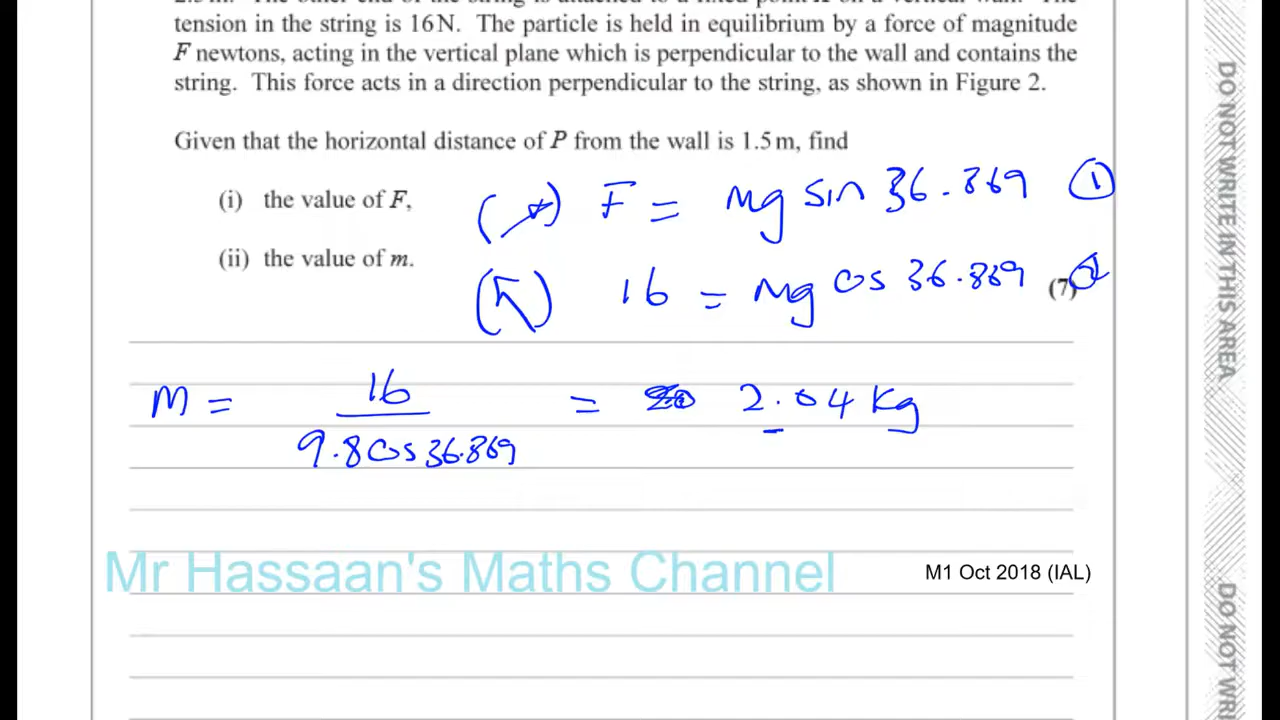 tension in the string is 16 N. The particle is held in equilibrium by a force of magnitude
F newtons, acting in the vertical plane which is perpendicular to the wall and contains the
string. This force acts in a direction perpendicular to the string, as shown in Figure 2.
Given that the horizontal distance of P from the wall is 1.5 m, find
(i) the value of F,
(↗) F = mg sin 36.869 ①
(ii) the value of m.
(↖) 16 = mg cos 36.869 ②
(7)
M = 16 / 9.8 cos 36.869 = 2.04 kg
Mr Hassaan's Maths Channel
M1 Oct 2018 (IAL)
DO NOT WRITE IN THIS AREA
DO NOT WRI